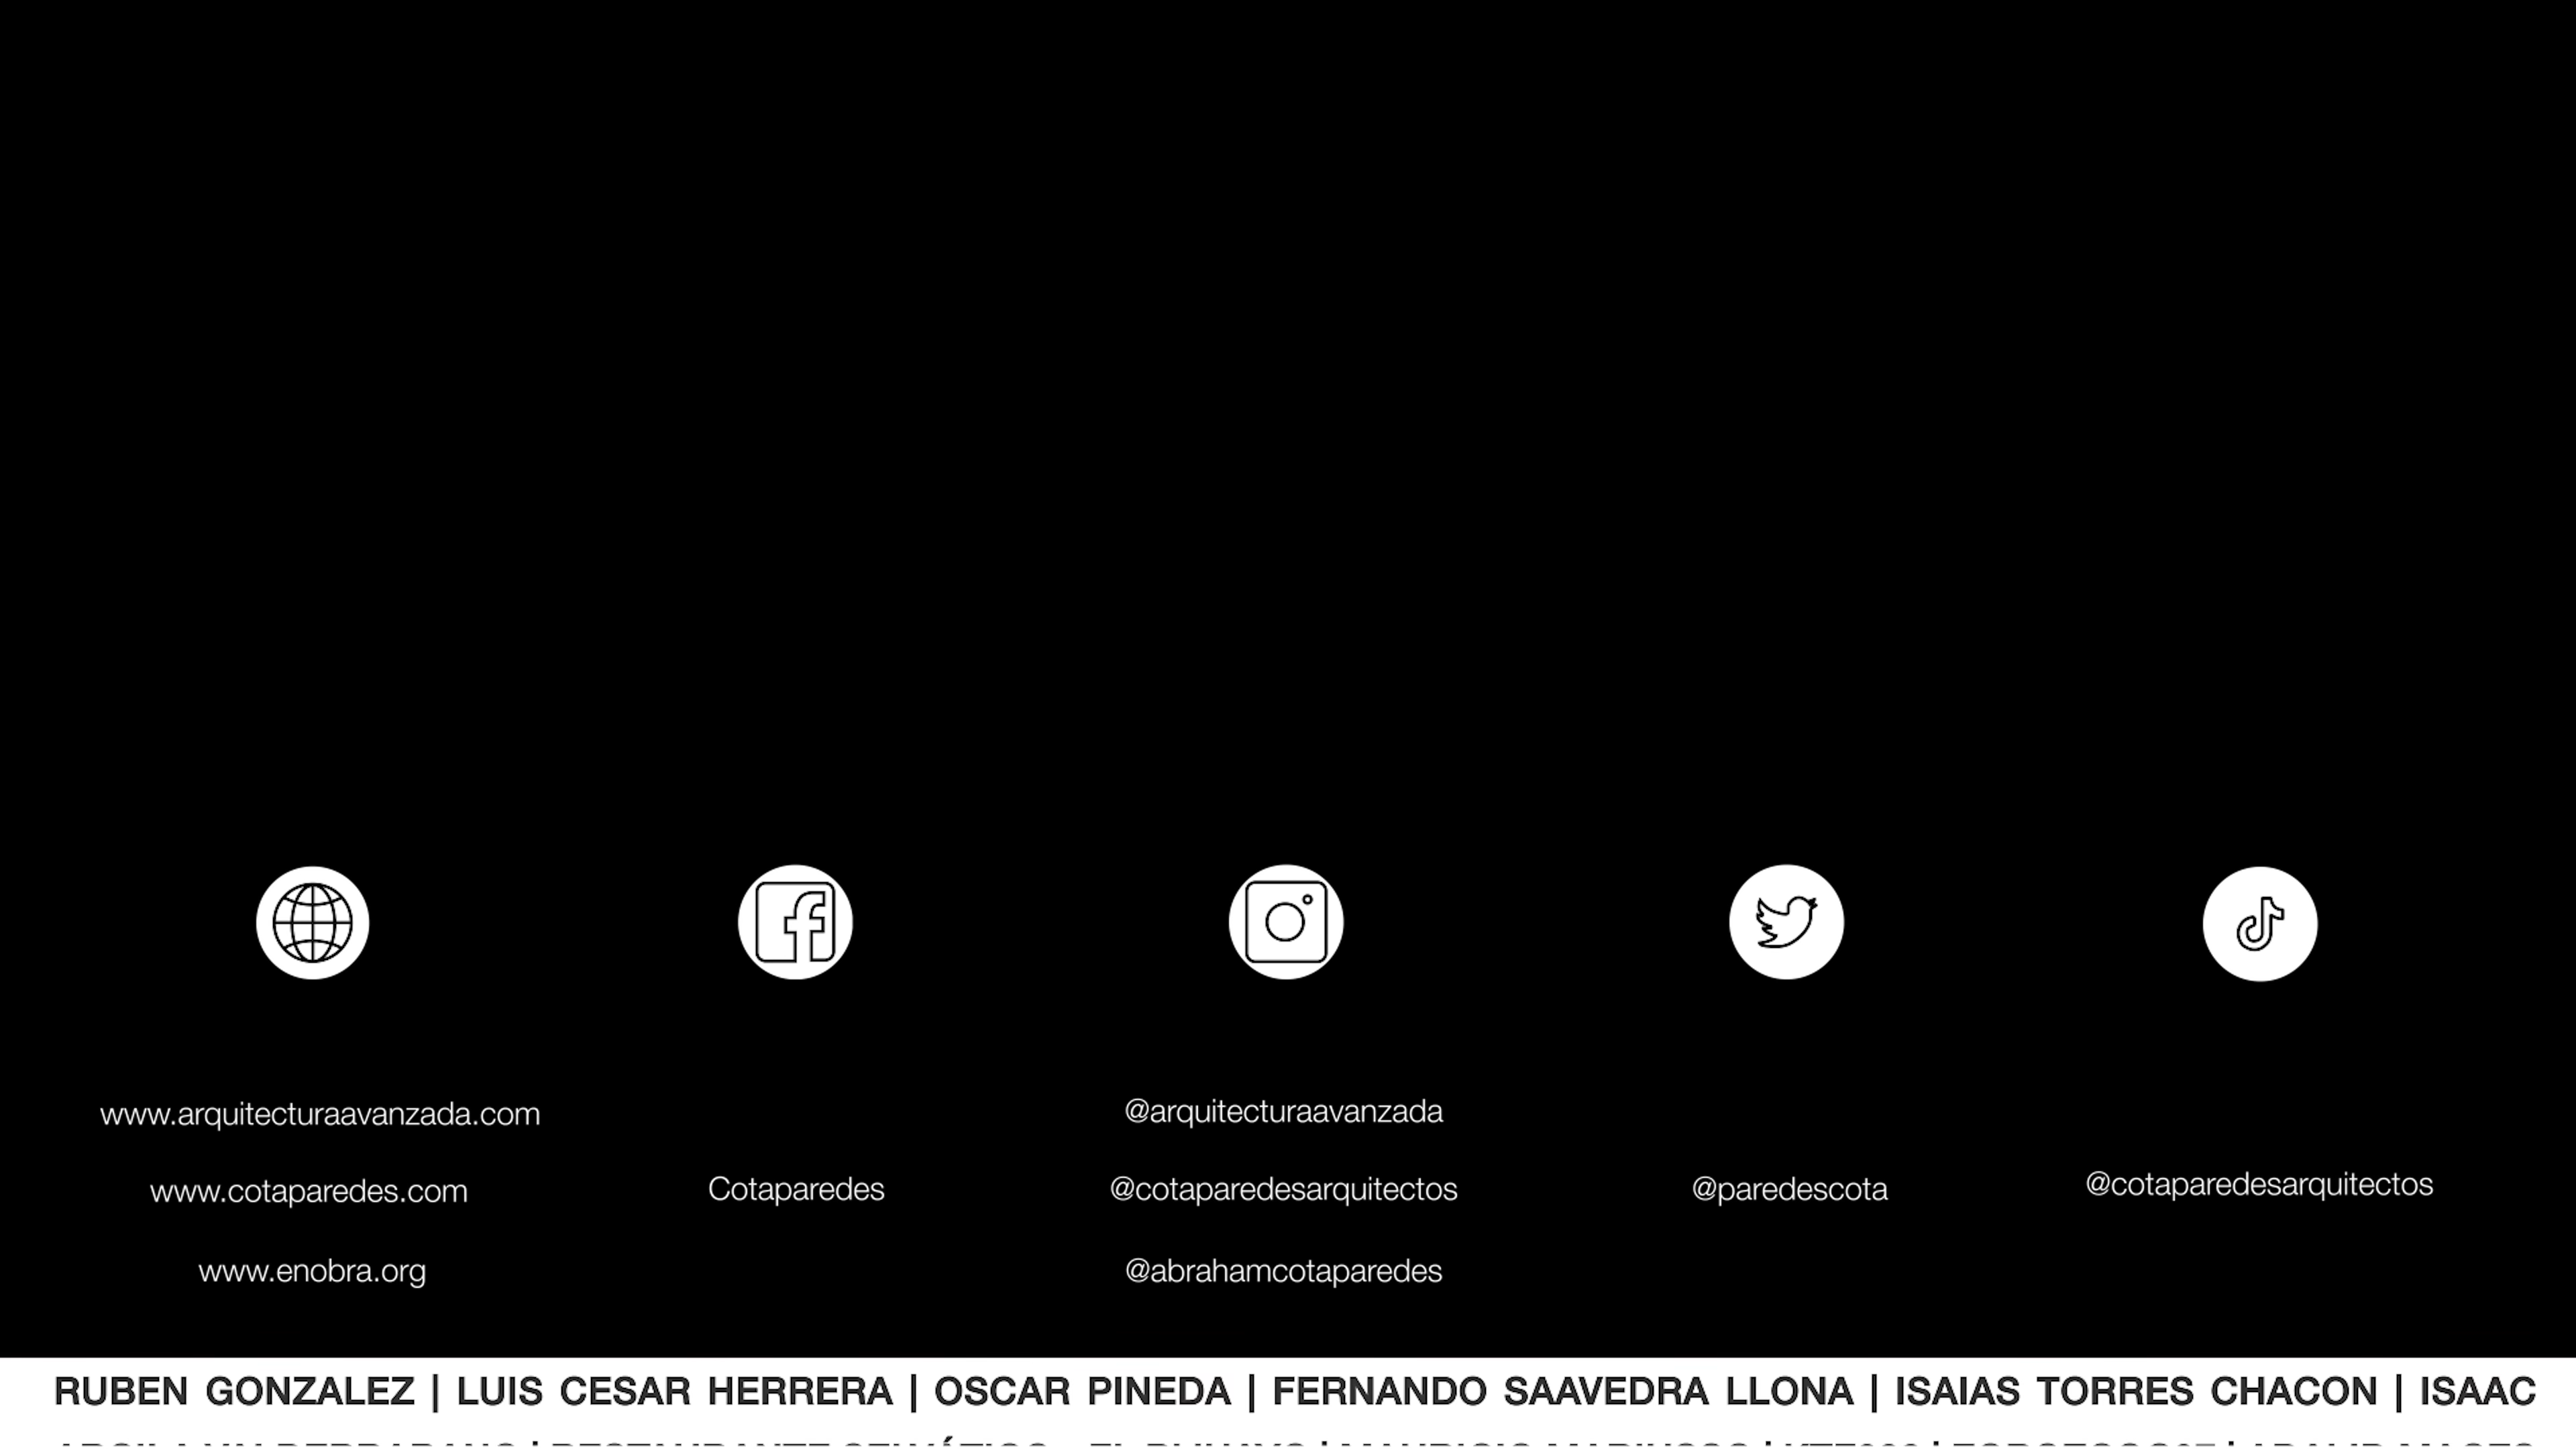 www.arquitecturaavanzada.com
www.cotaparedes.com
www.enobra.org
Cotaparedes
@arquitecturaavanzada
@cotaparedesarquitectos
@abrahamcotaparedes
@paredescota
@cotaparedesarquitectos
RUBEN GONZALEZ | LUIS CESAR HERRERA | OSCAR PINEDA | FERNANDO SAAVEDRA LLONA | ISAIAS TORRES CHACON | ISAAC